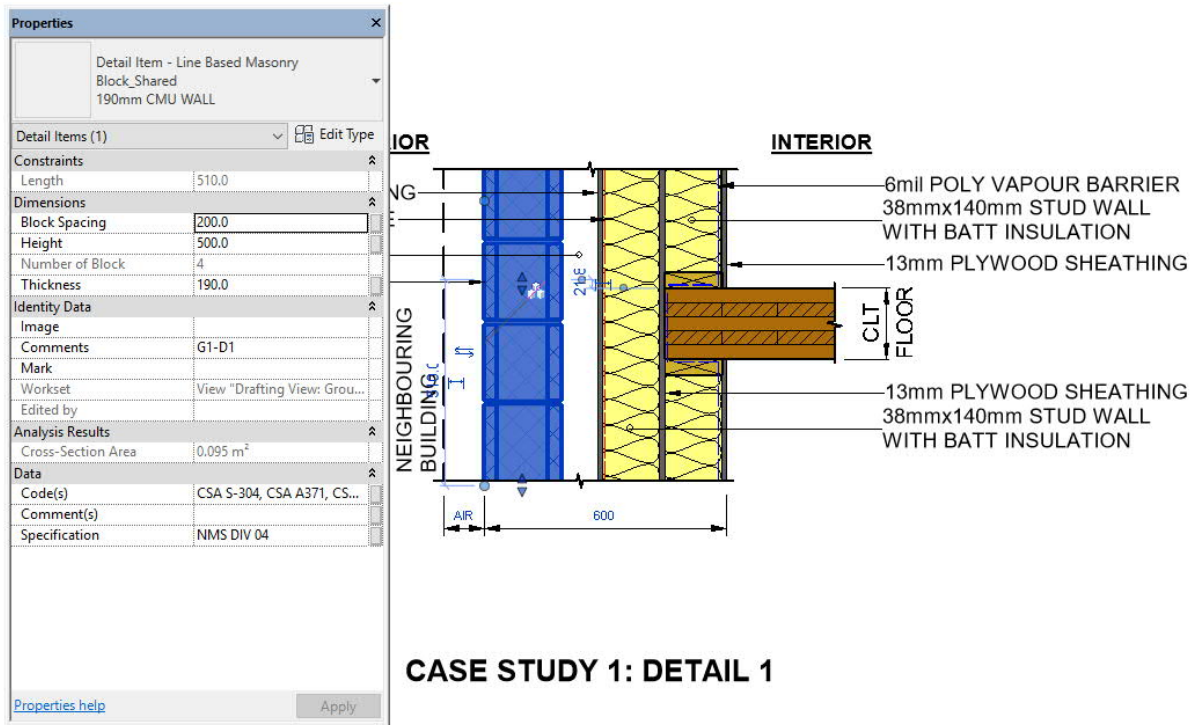 Properties
Detail Item - Line Based Masonry
Block_Shared
190mm CMU WALL
Detail Items (1)
Edit Type
Constraints
Length 510.0
Dimensions
Block Spacing 200.0
Height 500.0
Number of Block 4
Thickness 190.0
Identity Data
Image
Comments G1-D1
Mark
Workset View "Drafting View: Grou...
Edited by
Analysis Results
Cross-Section Area 0.095 m²
Data
Code(s) CSA S-304, CSA A371, CS...
Comment(s)
Specification NMS DIV 04
Properties help
Apply
IOR
INTERIOR
NG
E
6mil POLY VAPOUR BARRIER
38mmx140mm STUD WALL
WITH BATT INSULATION
13mm PLYWOOD SHEATHING
CLT
FLOOR
NEIGHBOURING
BUILDING
13mm PLYWOOD SHEATHING
38mmx140mm STUD WALL
WITH BATT INSULATION
AIR
600
CASE STUDY 1: DETAIL 1